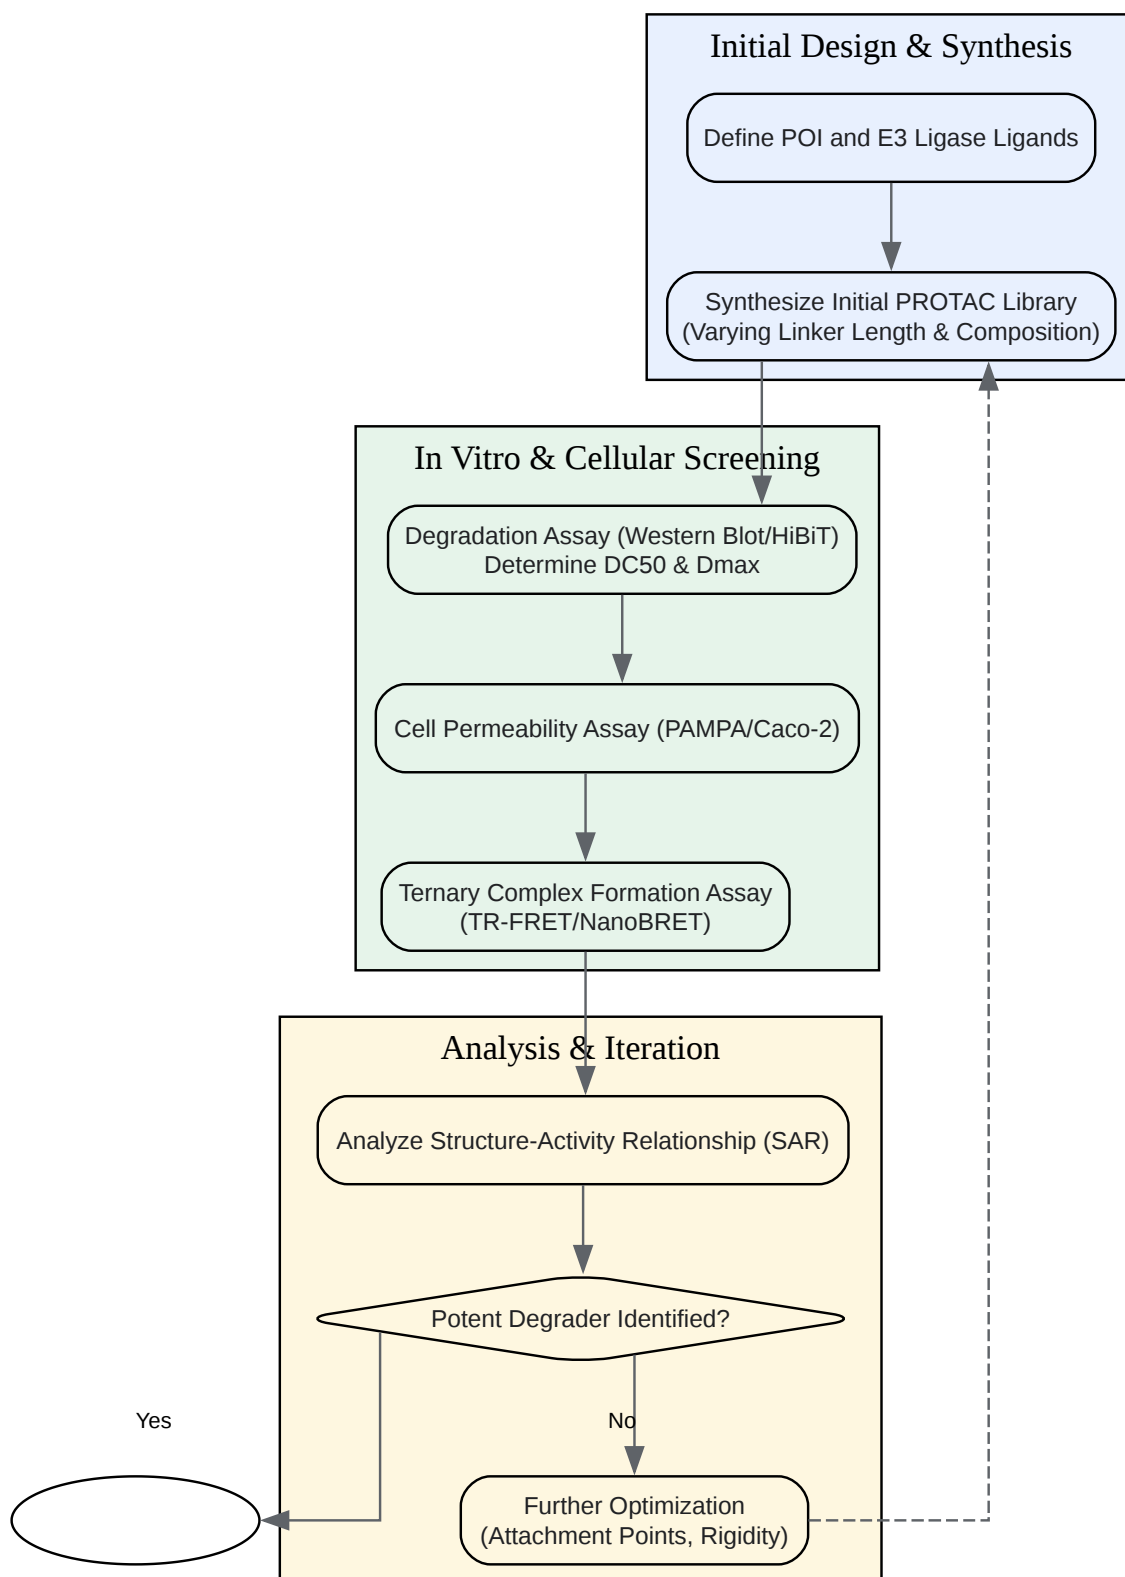 Initial Design & Synthesis
Define POI and E3 Ligase Ligands
Synthesize Initial PROTAC Library
(Varying Linker Length & Composition)
In Vitro & Cellular Screening
Degradation Assay (Western Blot/HiBiT)
Determine DC50 & Dmax
Cell Permeability Assay (PAMPA/Caco-2)
Ternary Complex Formation Assay
(TR-FRET/NanoBRET)
Analysis & Iteration
Analyze Structure-Activity Relationship (SAR)
Potent Degrader Identified?
Yes
No
Further Optimization
(Attachment Points, Rigidity)